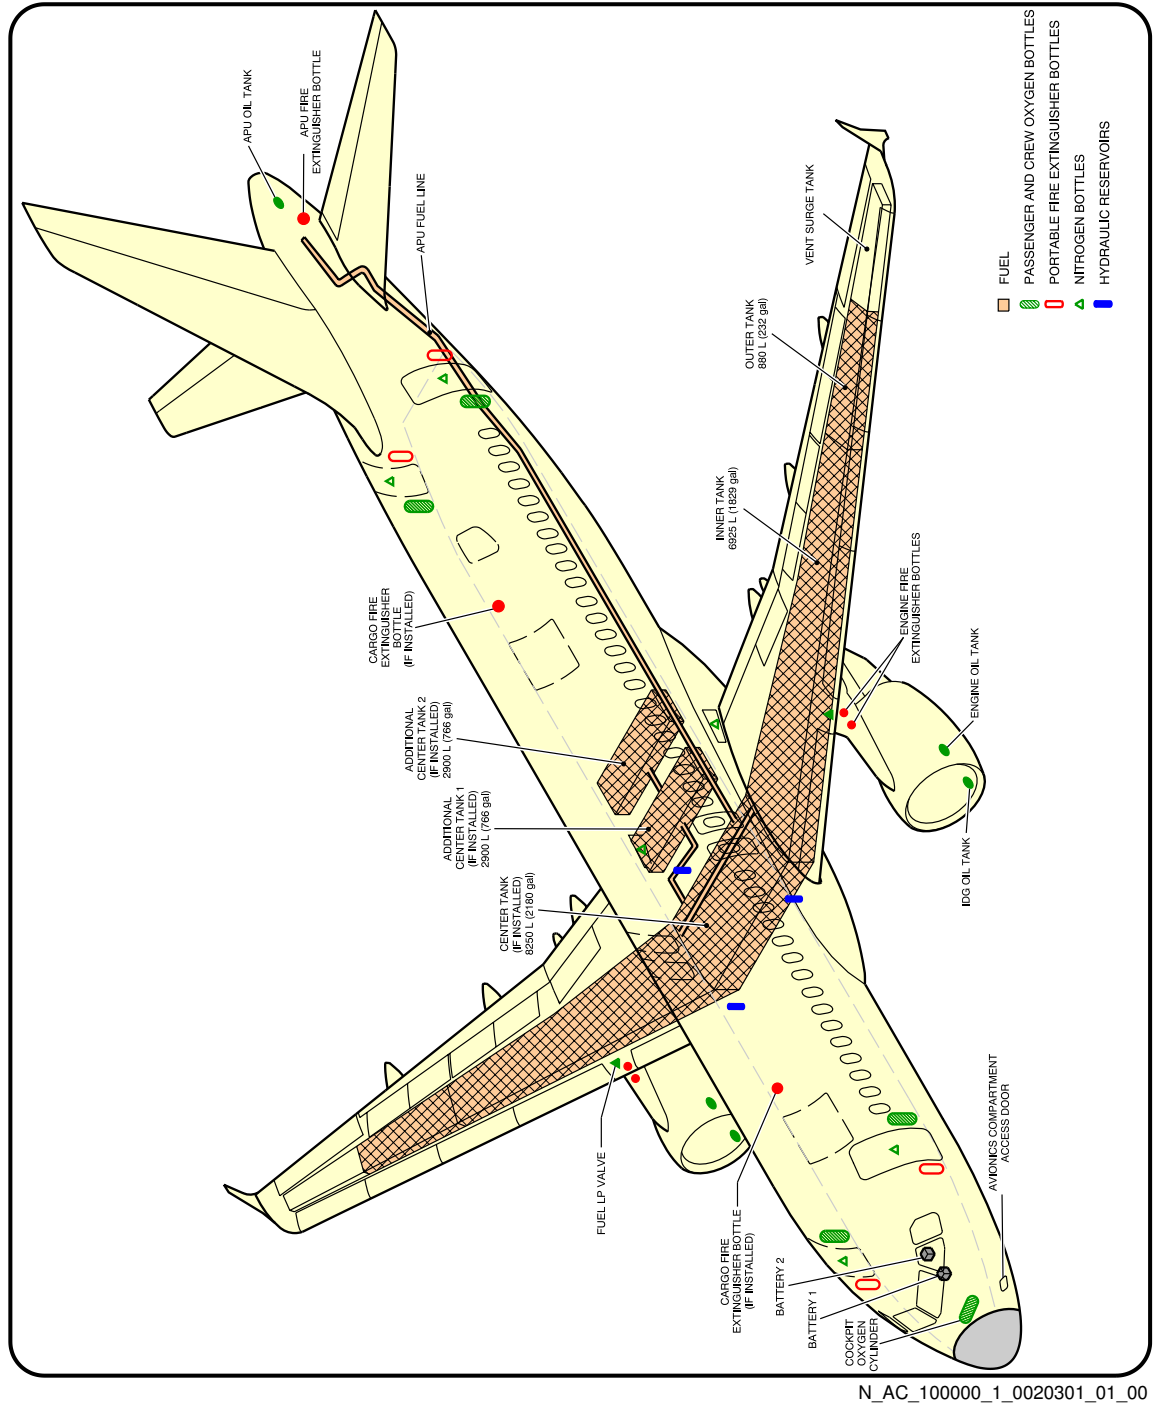 APU OIL TANK
APU FIRE
EXTINGUISHER BOTTLE
APU FUEL LINE
VENT SURGE TANK
OUTER TANK
880 L (232 gal)
INNER TANK
6925 L (1829 gal)
ENGINE FIRE
EXTINGUISHER BOTTLES
ENGINE OIL TANK
IDG OIL TANK
CARGO FIRE
EXTINGUISHER
BOTTLE
(IF INSTALLED)
ADDITIONAL
CENTER TANK 2
(IF INSTALLED)
2900 L (766 gal)
ADDITIONAL
CENTER TANK 1
(IF INSTALLED)
2900 L (766 gal)
CENTER TANK
(IF INSTALLED)
8250 L (2180 gal)
FUEL LP VALVE
CARGO FIRE
EXTINGUISHER BOTTLE
(IF INSTALLED)
BATTERY 2
BATTERY 1
COCKPIT
OXYGEN
CYLINDER
AVIONICS COMPARTMENT
ACCESS DOOR
FUEL
PASSENGER AND CREW OXYGEN BOTTLES
PORTABLE FIRE EXTINGUISHER BOTTLES
NITROGEN BOTTLES
HYDRAULIC RESERVOIRS
N_AC_100000_1_0020301_01_00